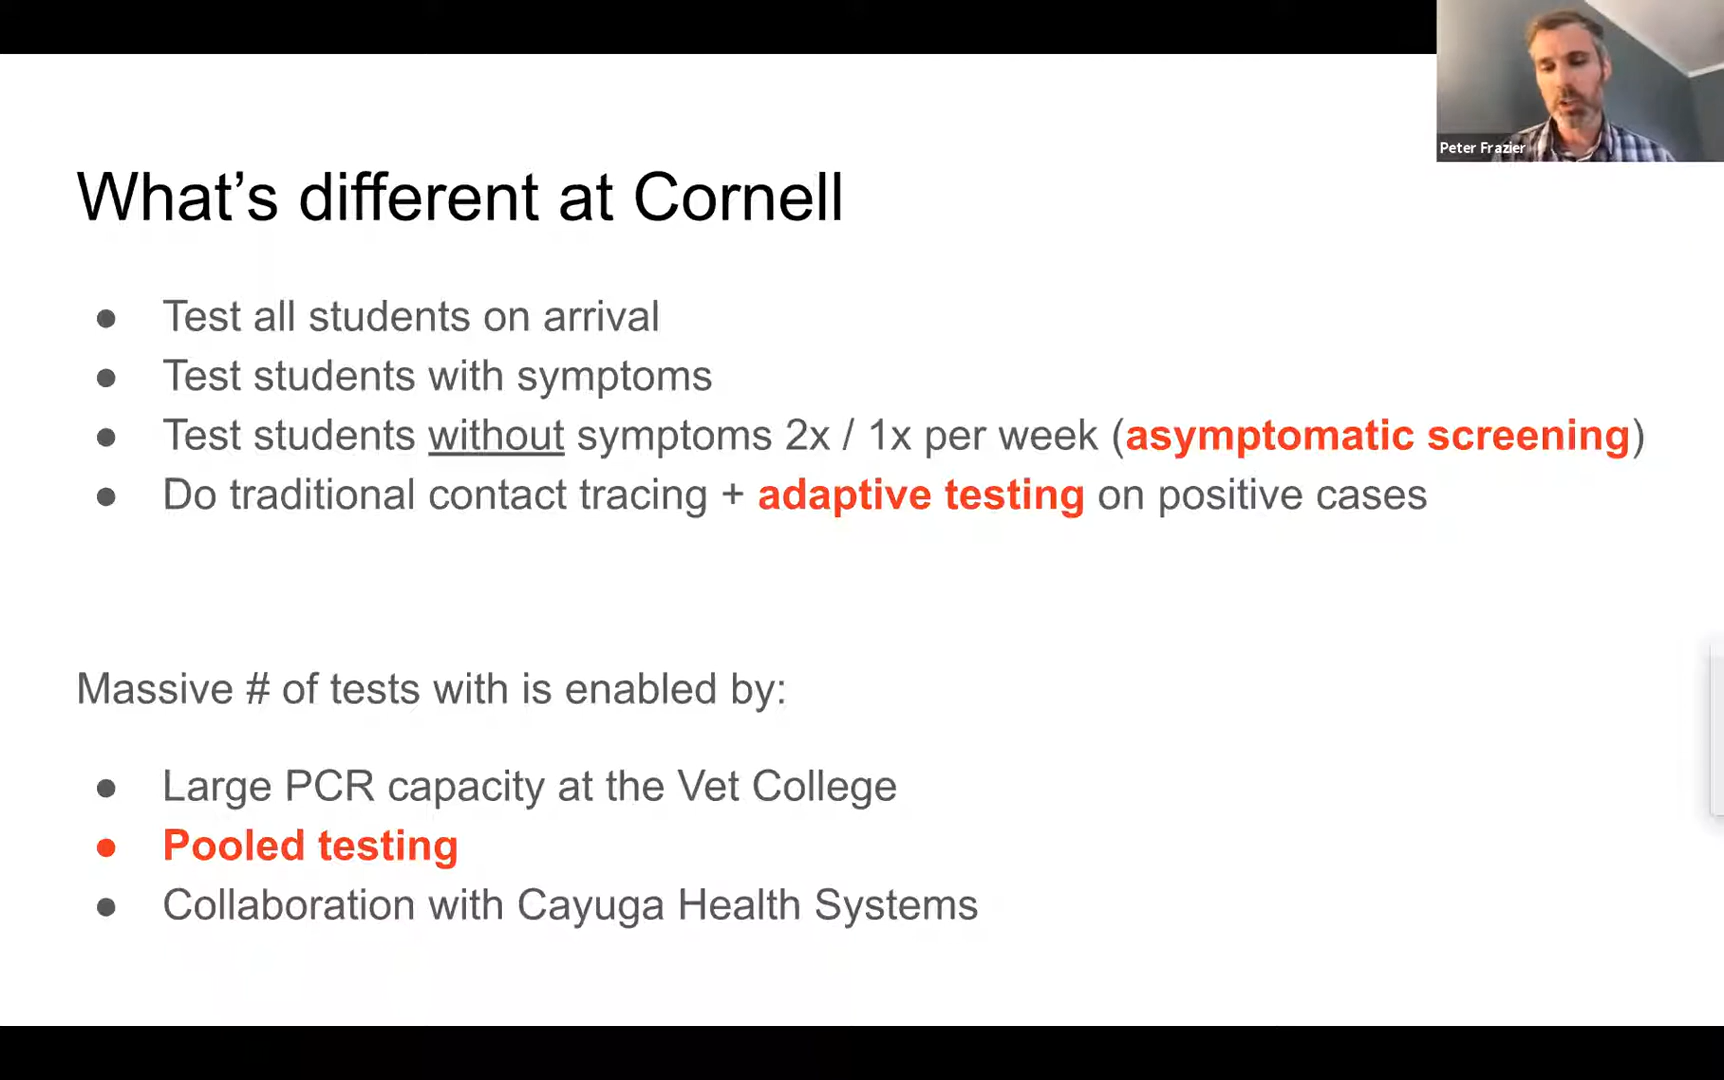 Peter Frazier
What's different at Cornell
● Test all students on arrival
● Test students with symptoms
● Test students without symptoms 2x / 1x per week (asymptomatic screening)
● Do traditional contact tracing + adaptive testing on positive cases
Massive # of tests with is enabled by:
● Large PCR capacity at the Vet College
● Pooled testing
● Collaboration with Cayuga Health Systems